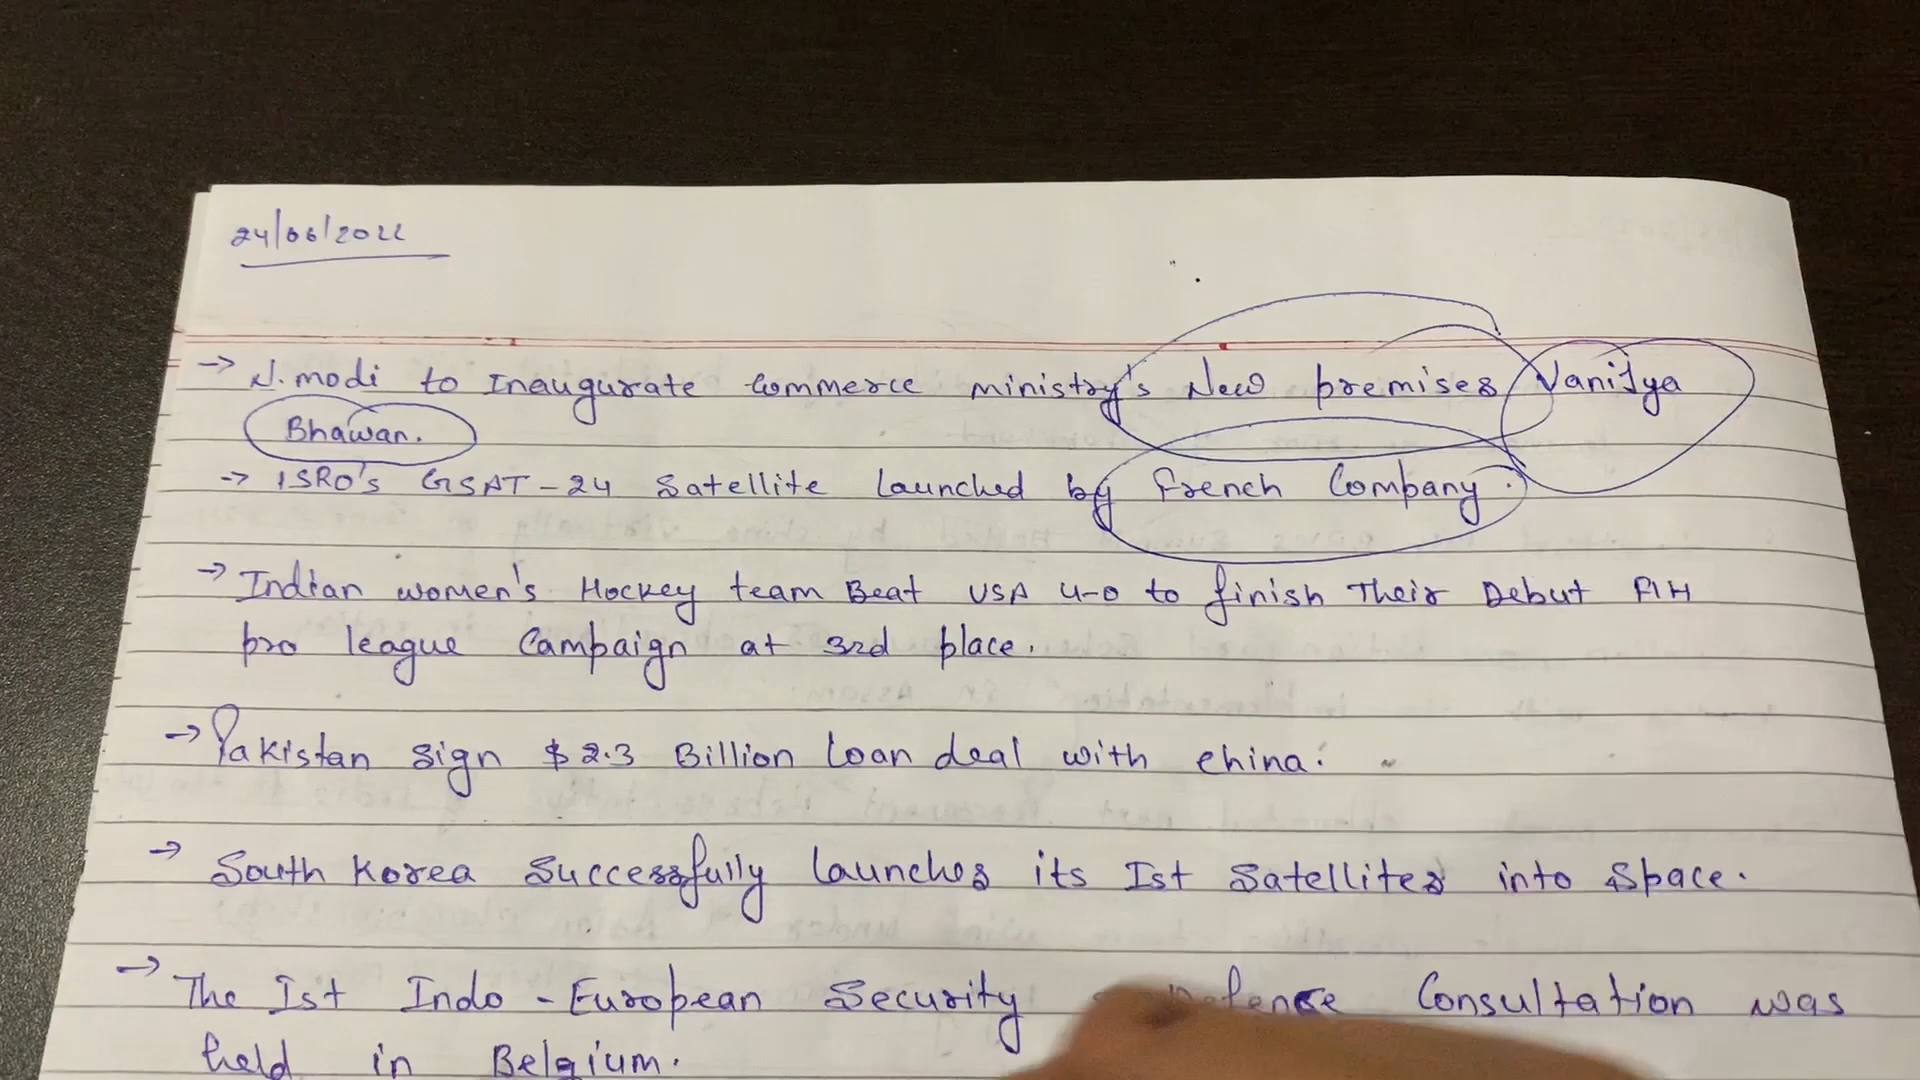 24/06/2022
→ N. modi to Inaugurate Commerce ministry's New premises Vanijya
Bhawan.
→ ISRO's GSAT-24 Satellite Launched by French Company.
→ Indian women's Hockey team Beat USA 4-0 to finish Their Debut FIH
pro league Campaign at 3rd place.
→ Pakistan sign $2.3 Billion Loan deal with china.
→ South Korea Successfully launches its Ist Satellites into Space.
→ The Ist Indo-European Security Defense Consultation was
held in Belgium.